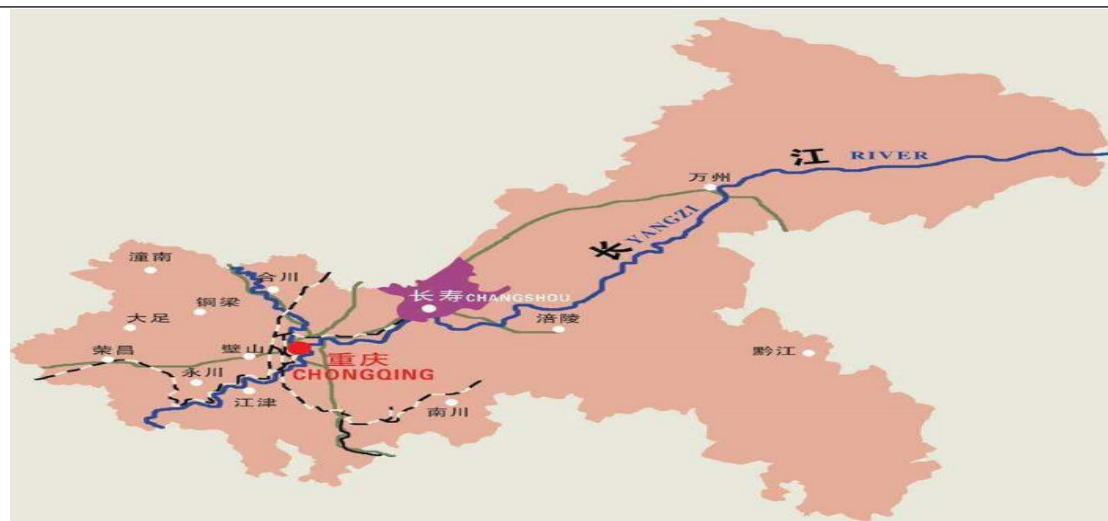 江 RIVER
万州
长 YANGZI
潼南
合川
长寿 CHANGSHOU
铜梁
大足
涪陵
荣昌
璧山
重庆
CHONGQING
黔江
永川
江津
南川